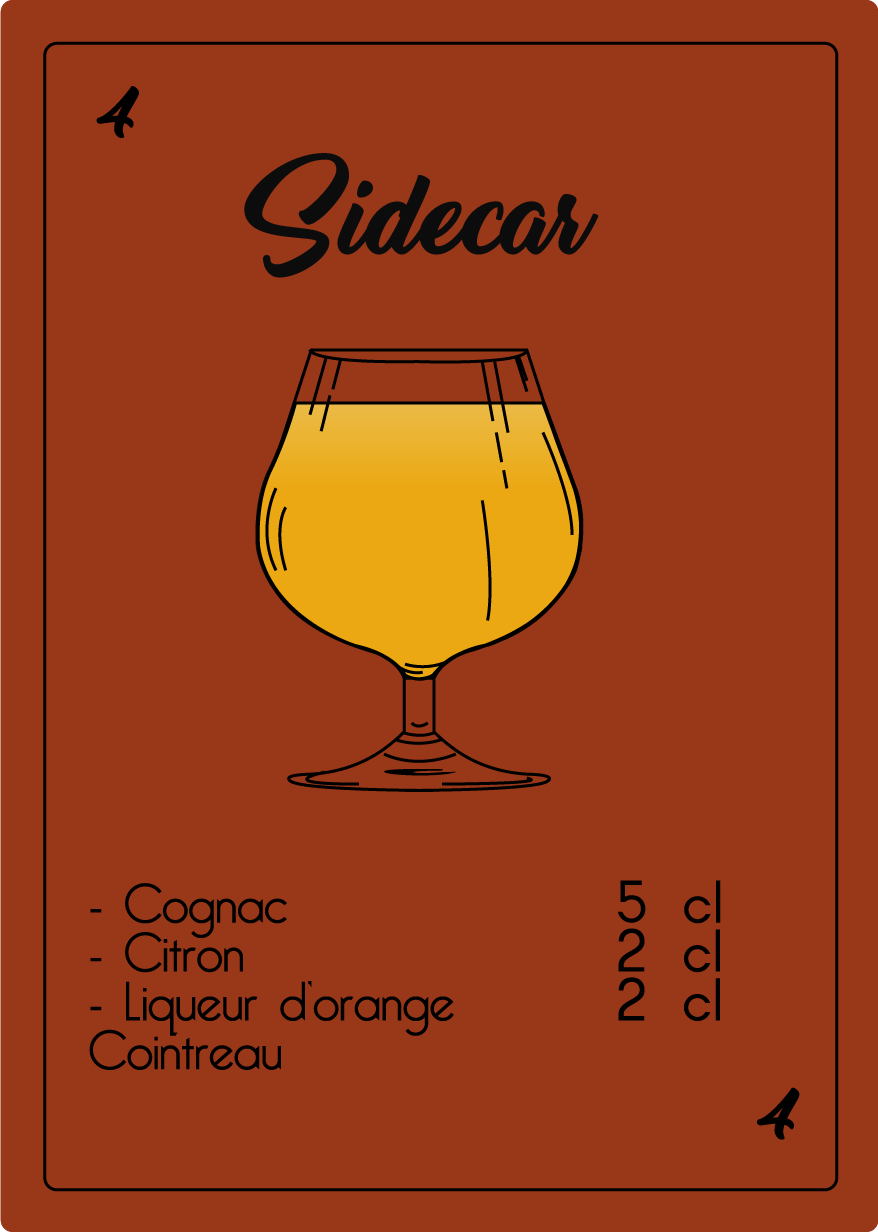 4
Sidecar
- Cognac 5 cl
- Citron 2 cl
- Liqueur d'orange 2 cl
Cointreau
4